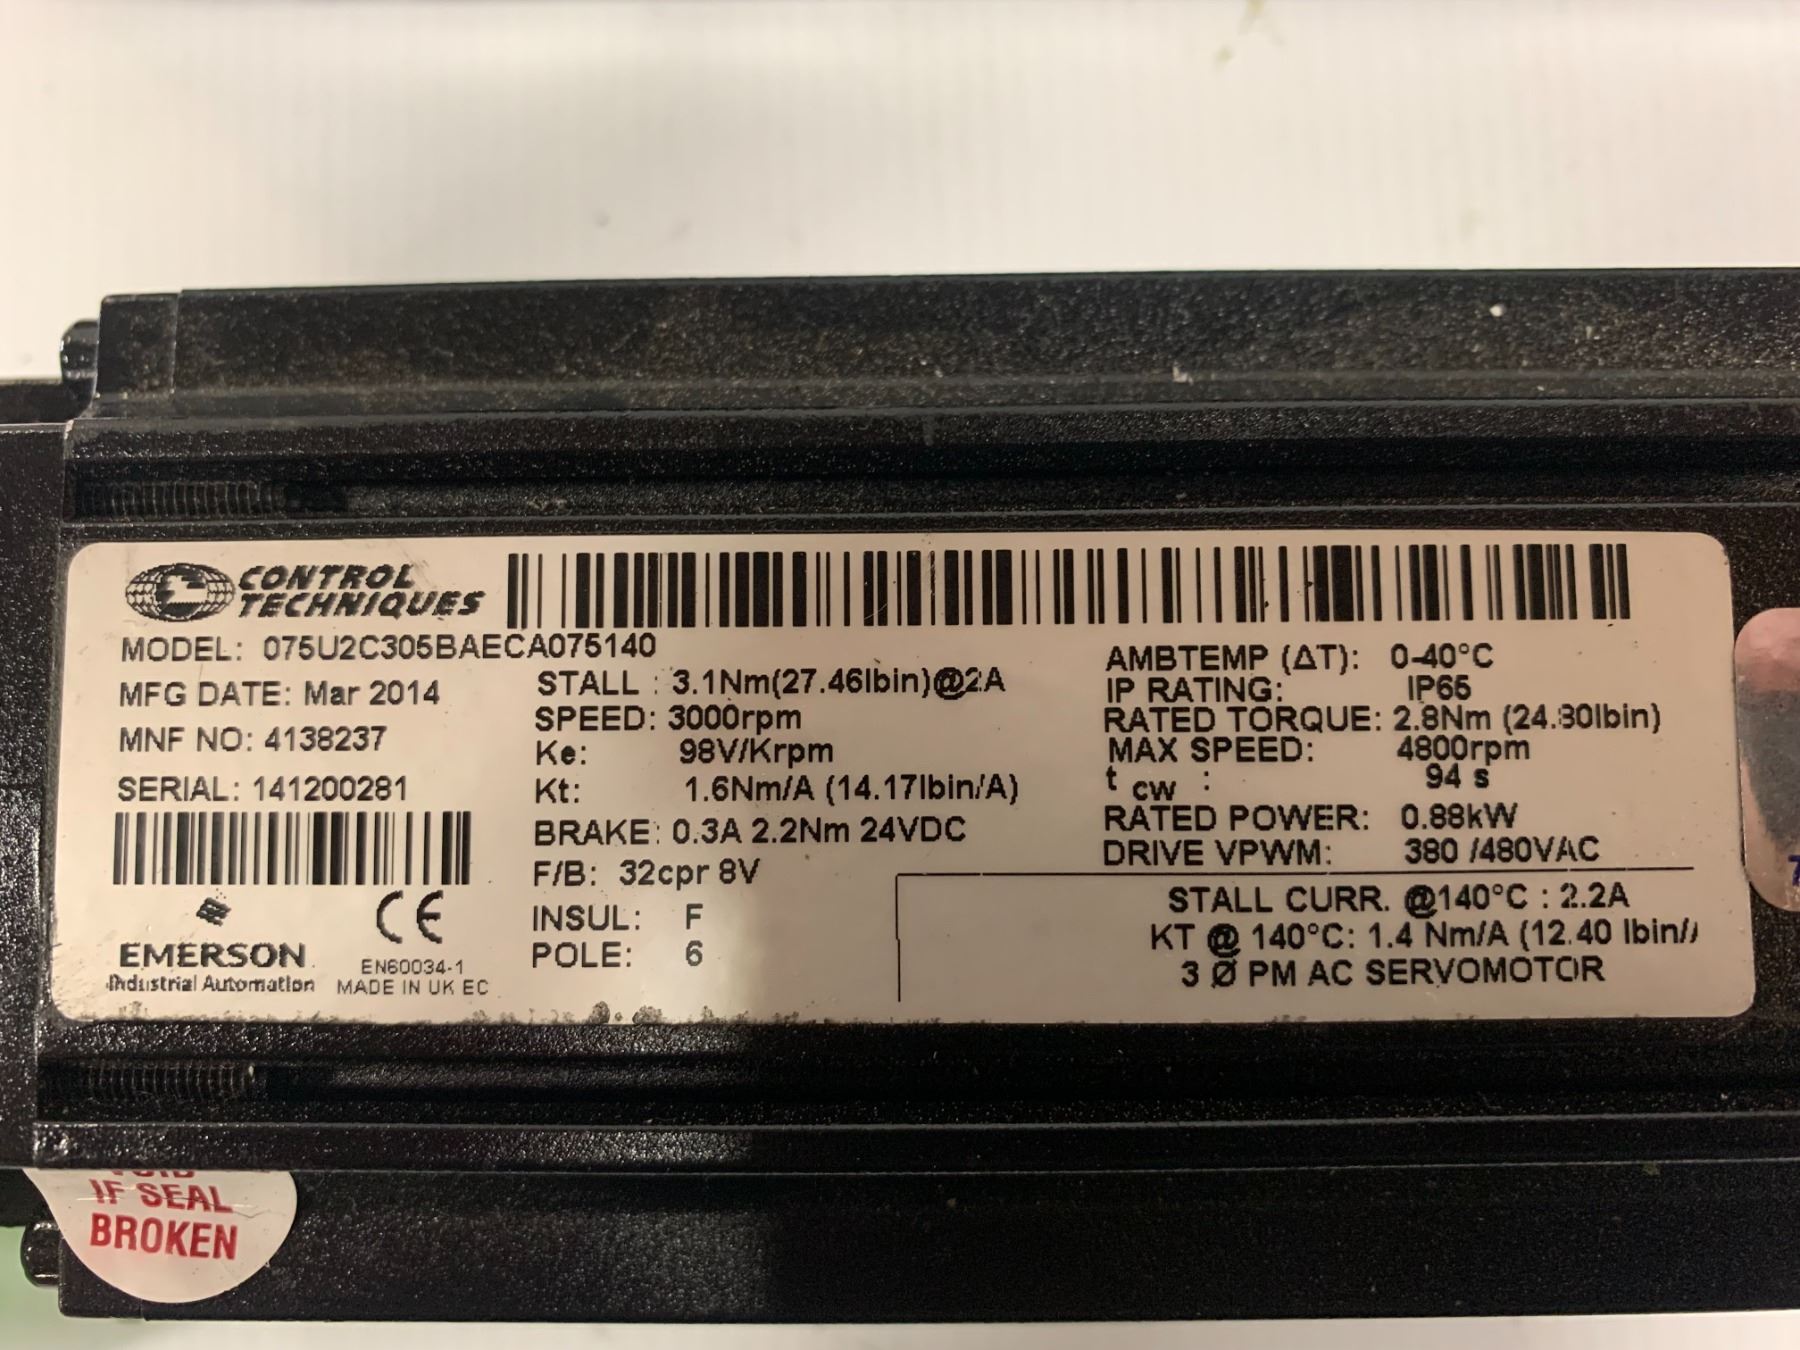 CONTROL
TECHNIQUES
MODEL: 075U2C305BAECA075140
MFG DATE: Mar 2014
MNF NO: 4138237
SERIAL: 141200281
EMERSON
Industrial Automation
CE
EN60034-1
MADE IN UK EC
STALL : 3.1Nm(27.46lbin)@2A
SPEED: 3000rpm
Ke: 98V/Krpm
Kt: 1.6Nm/A (14.17lbin/A)
BRAKE: 0.3A 2.2Nm 24VDC
F/B: 32cpr 8V
INSUL: F
POLE: 6
AMBTEMP (ΔT): 0-40°C
IP RATING: IP65
RATED TORQUE: 2.8Nm (24.80lbin)
MAX SPEED: 4800rpm
t cw : 94 s
RATED POWER: 0.88kW
DRIVE VPWM: 380 /480VAC
STALL CURR. @140°C : 2.2A
KT @ 140°C: 1.4 Nm/A (12.40 lbin/
3 Ø PM AC SERVOMOTOR
VOID
IF SEAL
BROKEN
7